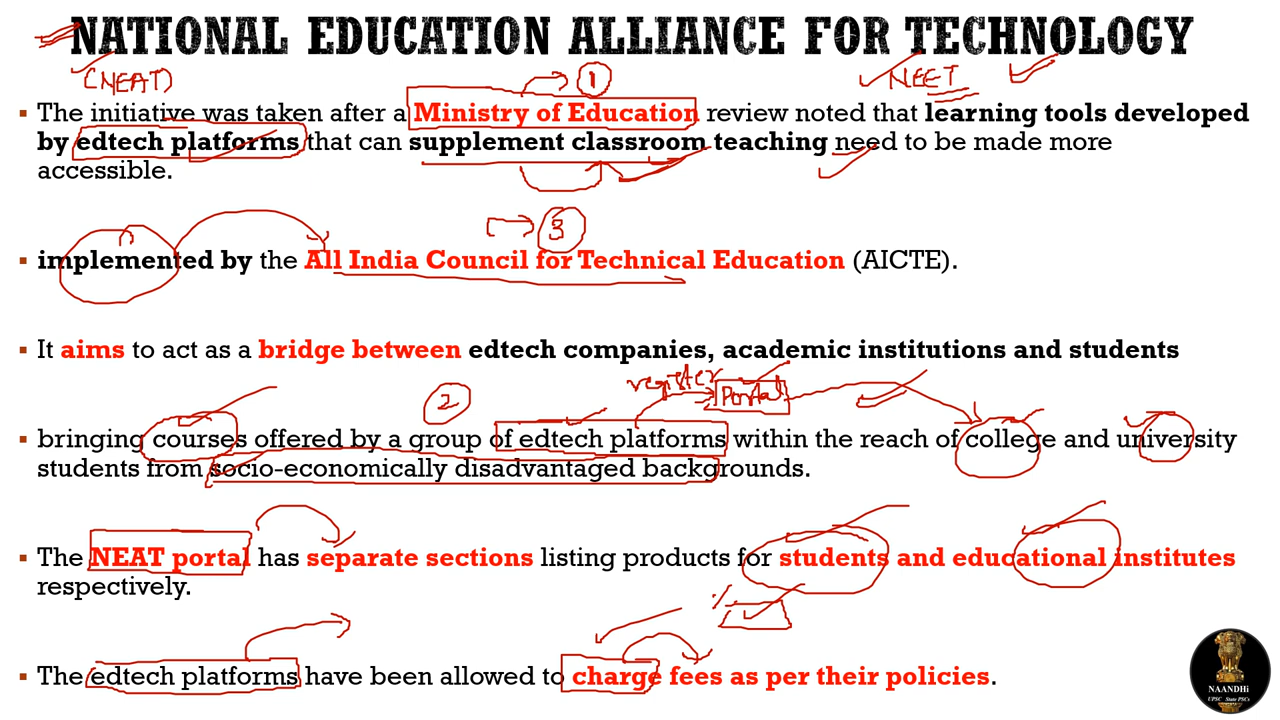 NATIONAL EDUCATION ALLIANCE FOR TECHNOLOGY
(NEAT) 1 NEET
▪ The initiative was taken after a Ministry of Education review noted that learning tools developed
by edtech platforms that can supplement classroom teaching need to be made more
accessible.
3
▪ implemented by the All India Council for Technical Education (AICTE).
▪ It aims to act as a bridge between edtech companies, academic institutions and students
2 register Portal
▪ bringing courses offered by a group of edtech platforms within the reach of college and university
students from socio-economically disadvantaged backgrounds.
▪ The NEAT portal has separate sections listing products for students and educational institutes
respectively.
▪ The edtech platforms have been allowed to charge fees as per their policies.
NAANDHi
UPSC State PSCs